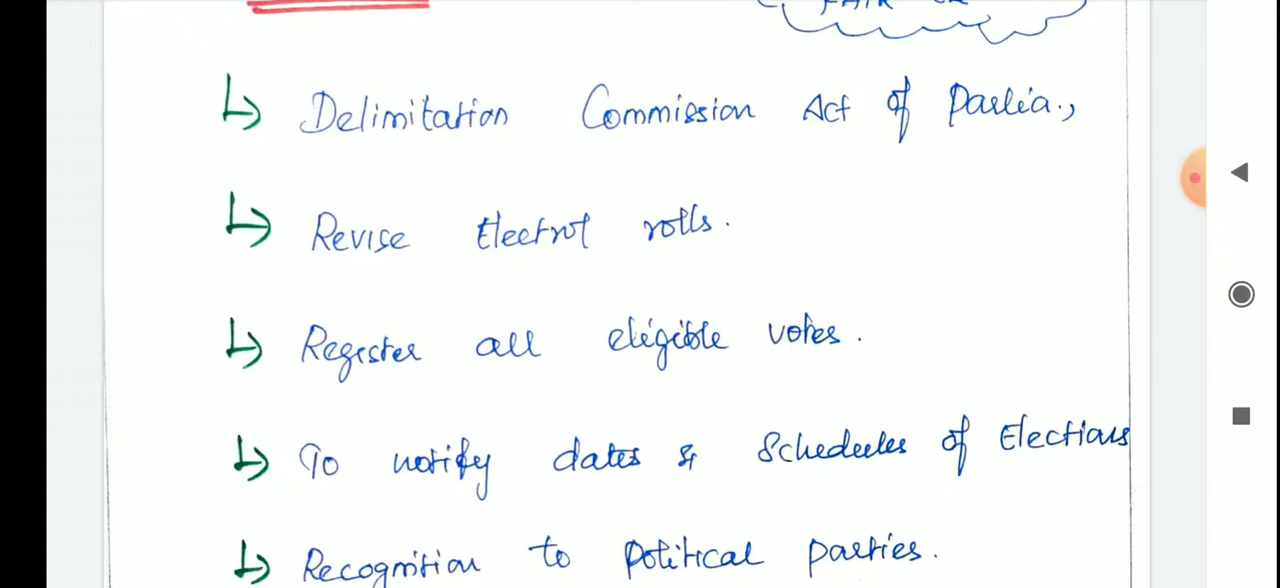 Delimitation Commission Act of Parlia.,
Revise Electrol rolls.
Register all eligible votes.
To notify dates & Schedules of Elections
Recognition to political parties.